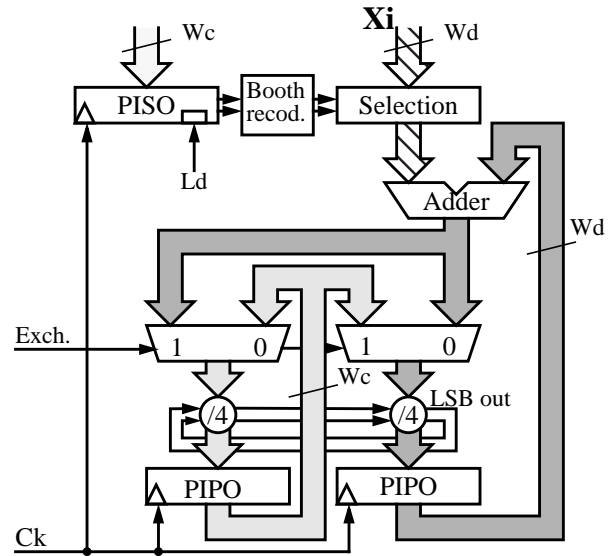 Wc
Xi
Wd
PISO
Booth
recod.
Selection
Ld
Adder
Wd
Exch.
1 0
1 0
Wc
LSB out
/4
/4
PIPO
PIPO
Ck